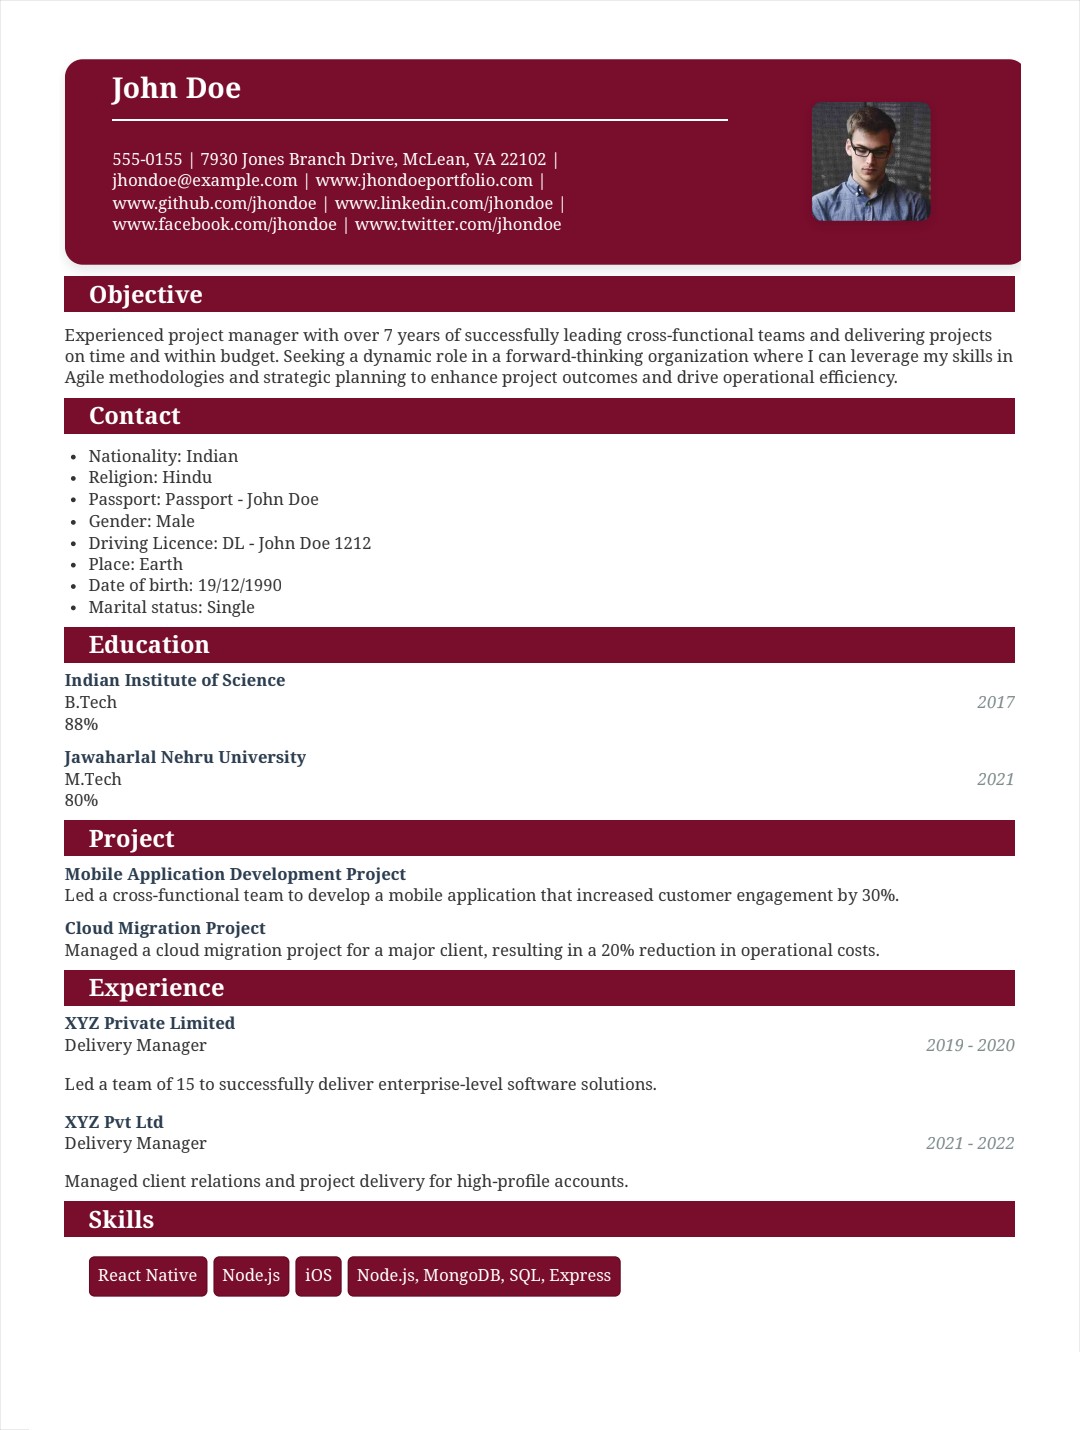 John Doe
555-0155 | 7930 Jones Branch Drive, McLean, VA 22102 |
jhondoe@example.com | www.jhondoeportfolio.com |
www.github.com/jhondoe | www.linkedin.com/jhondoe |
www.facebook.com/jhondoe | www.twitter.com/jhondoe
Objective
Experienced project manager with over 7 years of successfully leading cross-functional teams and delivering projects
on time and within budget. Seeking a dynamic role in a forward-thinking organization where I can leverage my skills in
Agile methodologies and strategic planning to enhance project outcomes and drive operational efficiency.
Contact
• Nationality: Indian
• Religion: Hindu
• Passport: Passport - John Doe
• Gender: Male
• Driving Licence: DL - John Doe 1212
• Place: Earth
• Date of birth: 19/12/1990
• Marital status: Single
Education
Indian Institute of Science
B.Tech 2017
88%
Jawaharlal Nehru University
M.Tech 2021
80%
Project
Mobile Application Development Project
Led a cross-functional team to develop a mobile application that increased customer engagement by 30%.
Cloud Migration Project
Managed a cloud migration project for a major client, resulting in a 20% reduction in operational costs.
Experience
XYZ Private Limited
Delivery Manager 2019 - 2020
Led a team of 15 to successfully deliver enterprise-level software solutions.
XYZ Pvt Ltd
Delivery Manager 2021 - 2022
Managed client relations and project delivery for high-profile accounts.
Skills
React Native Node.js iOS Node.js, MongoDB, SQL, Express